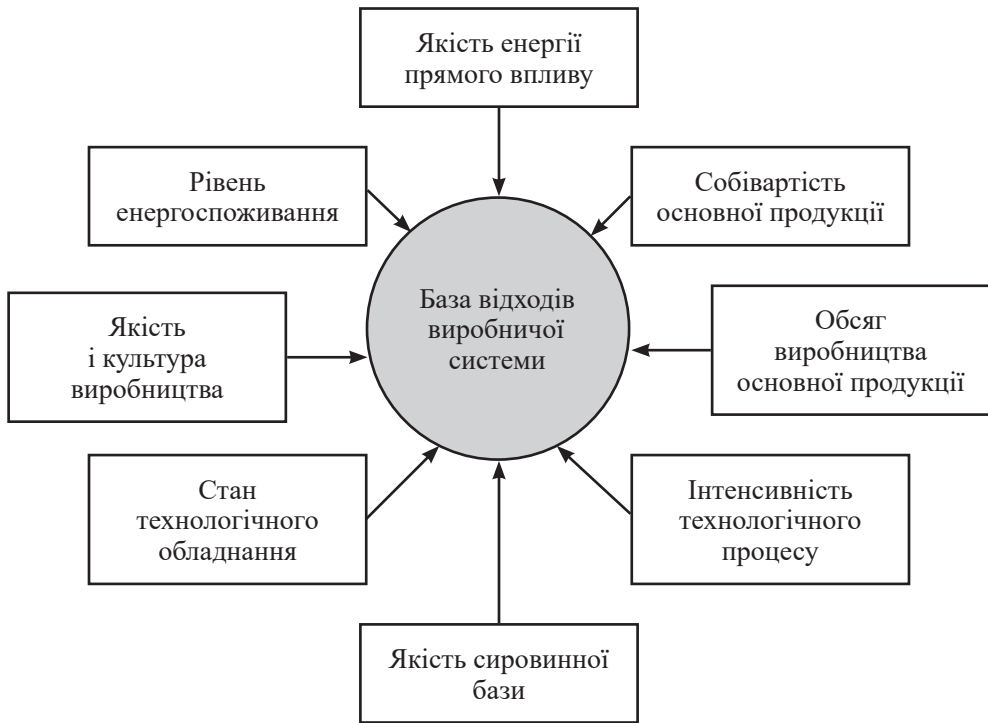 Якість енергії
прямого впливу
Рівень
енергоспоживання
Собівартість
основної продукції
Якість
і культура
виробництва
База відходів
виробничої
системи
Обсяг
виробництва
основної продукції
Стан
технологічного
обладнання
Інтенсивність
технологічного
процесу
Якість сировинної
бази